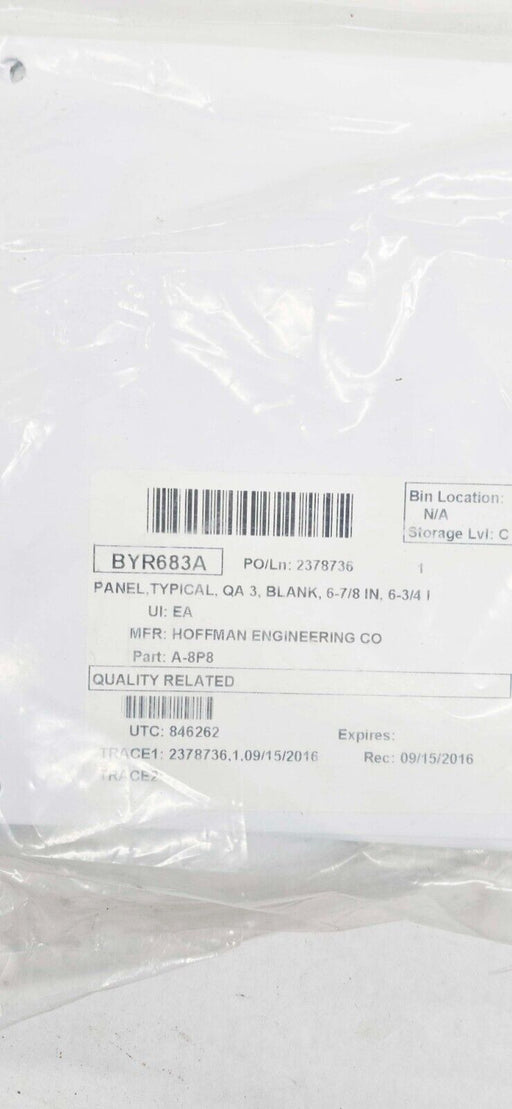 Bin Location:
N/A
Storage Lvl: C
BYR683A PO/Ln: 2378736 1
PANEL,TYPICAL, QA 3, BLANK, 6-7/8 IN, 6-3/4 I
UI: EA
MFR: HOFFMAN ENGINEERING CO
Part: A-8P8
QUALITY RELATED
UTC: 846262 Expires:
TRACE1: 2378736,1,09/15/2016 Rec: 09/15/2016
TRACE2: